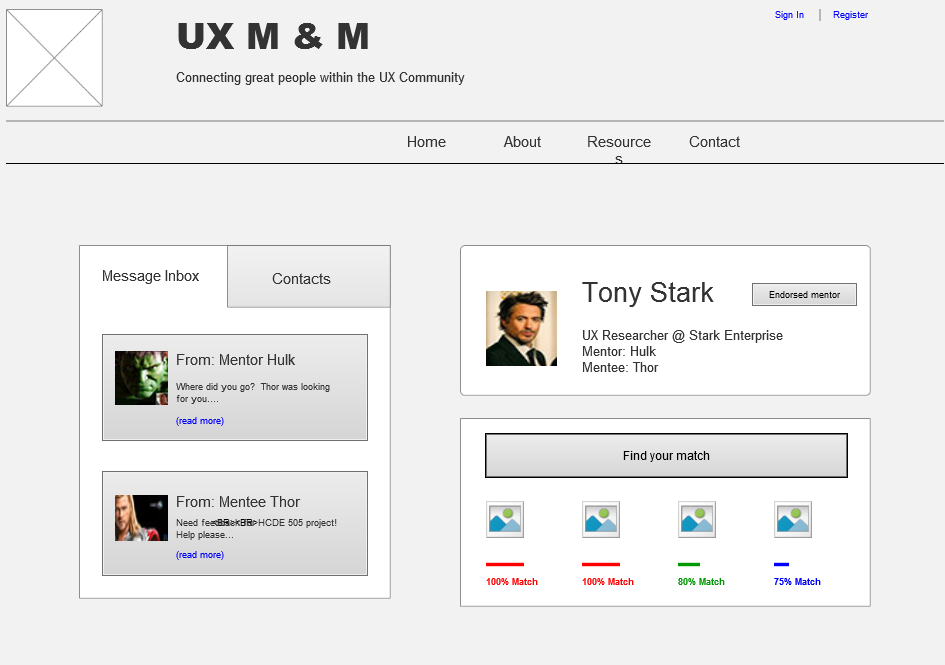 Sign In | Register
UX M & M
Connecting great people within the UX Community
Home About Resource
s
Contact
Message Inbox
Contacts
From: Mentor Hulk
Where did you go? Thor was looking
for you....
(read more)
From: Mentee Thor
Need <BR><BR> HCDE 505 project!
Help please...
(read more)
Tony Stark
Endorsed mentor
UX Researcher @ Stark Enterprise
Mentor: Hulk
Mentee: Thor
Find your match
100% Match
100% Match
80% Match
75% Match